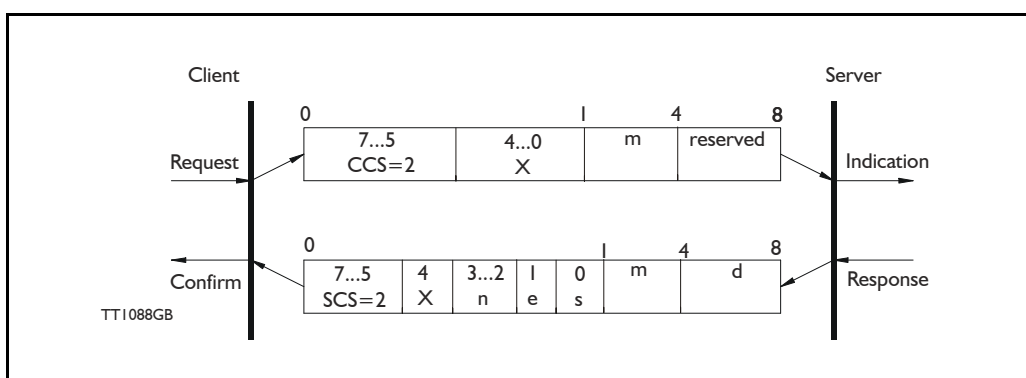 Client Server
0 1 4 8
7...5 4...0 m reserved
CCS=2 X
Request Indication
0 1 4 8
7...5 4 3...2 1 0 m d
SCS=2 X n e s
Confirm Response
TT1088GB